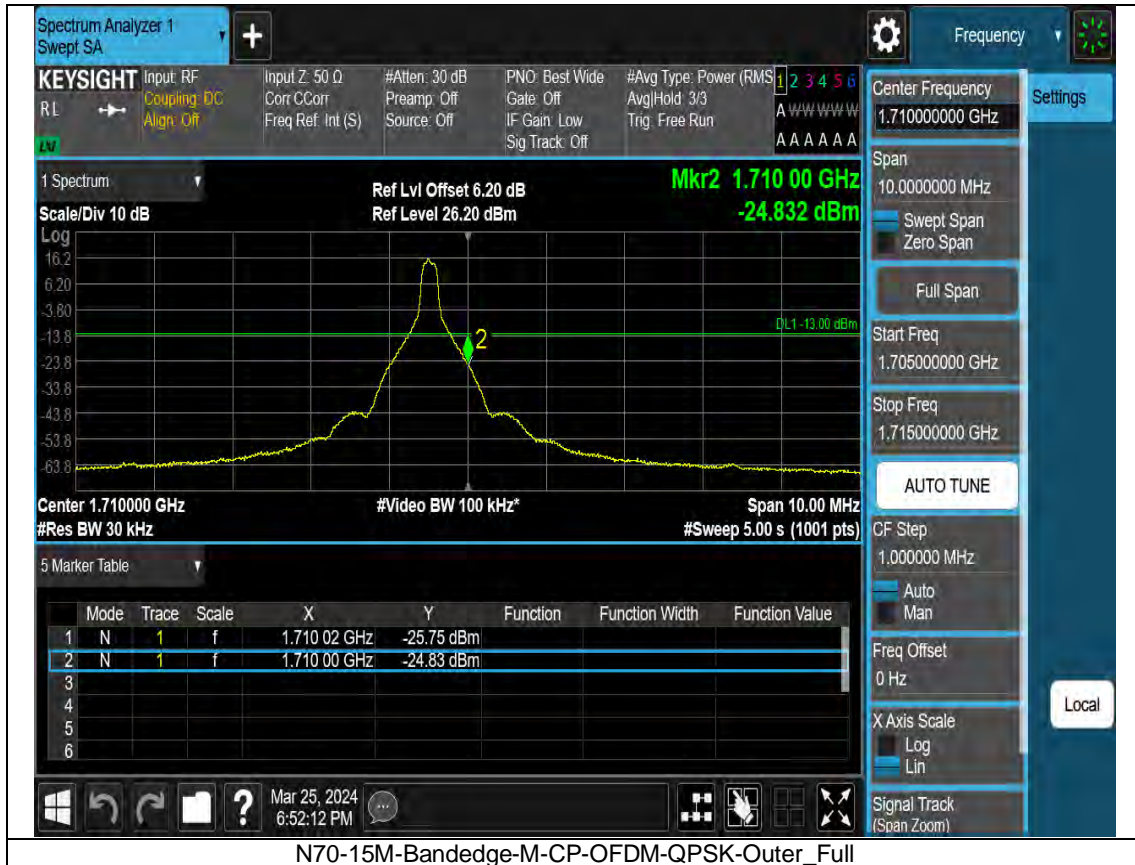 Spectrum Analyzer 1
Swept SA
+
Frequency
KEYSIGHT
RL
LXI
Input: RF
Coupling: DC
Align: Off
Input Z: 50 Ω
Corr CCorr
Freq Ref: Int (S)
#Atten: 30 dB
Preamp: Off
Source: Off
PNO: Best Wide
Gate: Off
IF Gain: Low
Sig Track: Off
#Avg Type: Power (RMS
Avg|Hold: 3/3
Trig: Free Run
1 2 3 4 5 6
A W W W W W
A A A A A A
Center Frequency
1.710000000 GHz
Settings
1 Spectrum
Ref Lvl Offset 6.20 dB
Mkr2 1.710 00 GHz
Scale/Div 10 dB
Ref Level 26.20 dBm
-24.832 dBm
Log
16.2
6.20
-3.80
-13.8
-23.8
-33.8
-43.8
-53.8
-63.8
DL1 -13.00 dBm
2
Center 1.710000 GHz
#Video BW 100 kHz*
Span 10.00 MHz
#Res BW 30 kHz
#Sweep 5.00 s (1001 pts)
Span
10.0000000 MHz
Swept Span
Zero Span
Full Span
Start Freq
1.705000000 GHz
Stop Freq
1.715000000 GHz
AUTO TUNE
CF Step
1.000000 MHz
Auto
Man
Freq Offset
0 Hz
X Axis Scale
Log
Lin
Signal Track
(Span Zoom)
Local
5 Marker Table
Mode Trace Scale X Y Function Function Width Function Value
1 N 1 f 1.710 02 GHz -25.75 dBm
2 N 1 f 1.710 00 GHz -24.83 dBm
3
4
5
6
?
Mar 25, 2024
6:52:12 PM
N70-15M-Bandedge-M-CP-OFDM-QPSK-Outer_Full